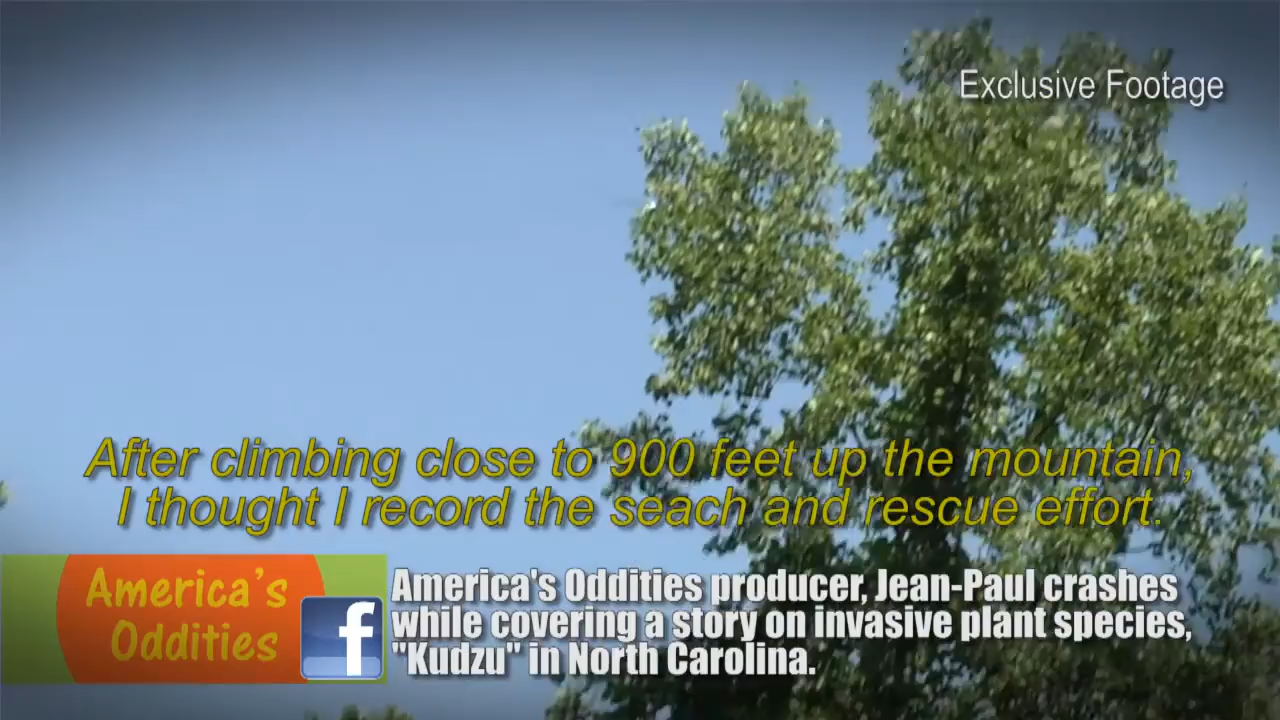 Exclusive Footage
After climbing close to 900 feet up the mountain,
I thought I record the seach and rescue effort.
America's
Oddities
f
America's Oddities producer, Jean-Paul crashes
while covering a story on invasive plant species,
"Kudzu" in North Carolina.